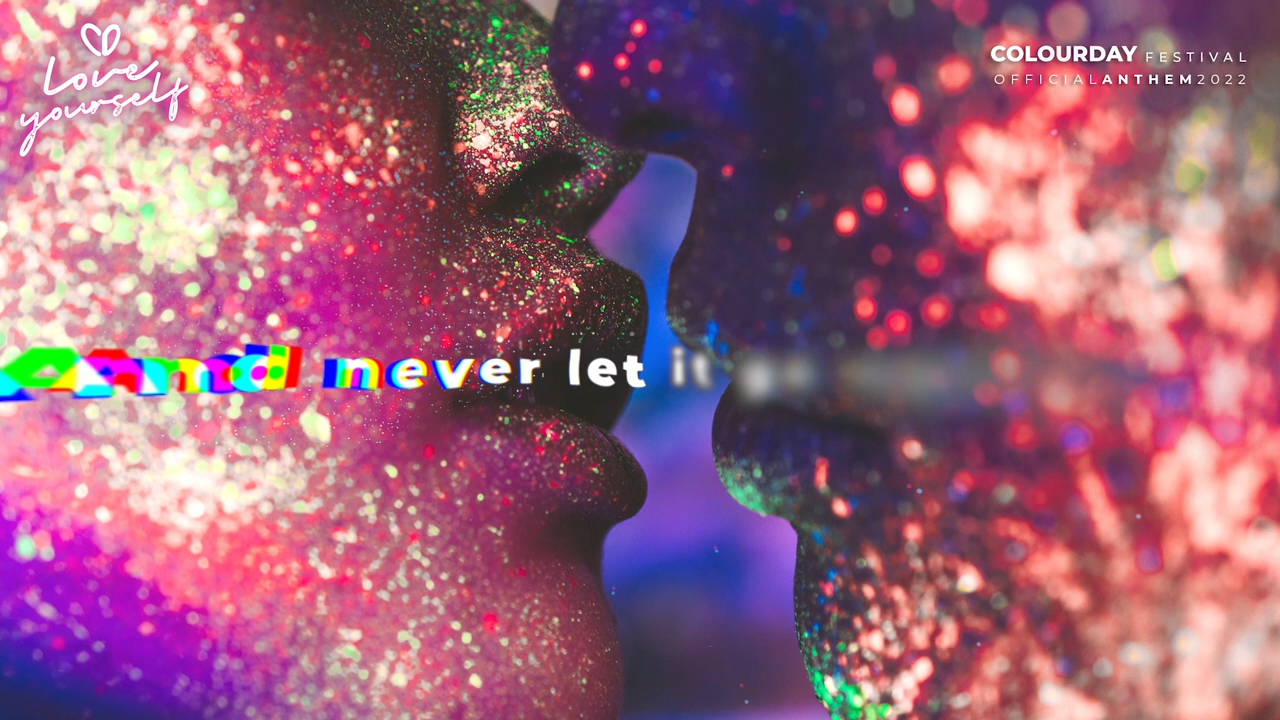 Love
yourself
COLOURDAY FESTIVAL
OFFICIALANTHEM2022
and never let it